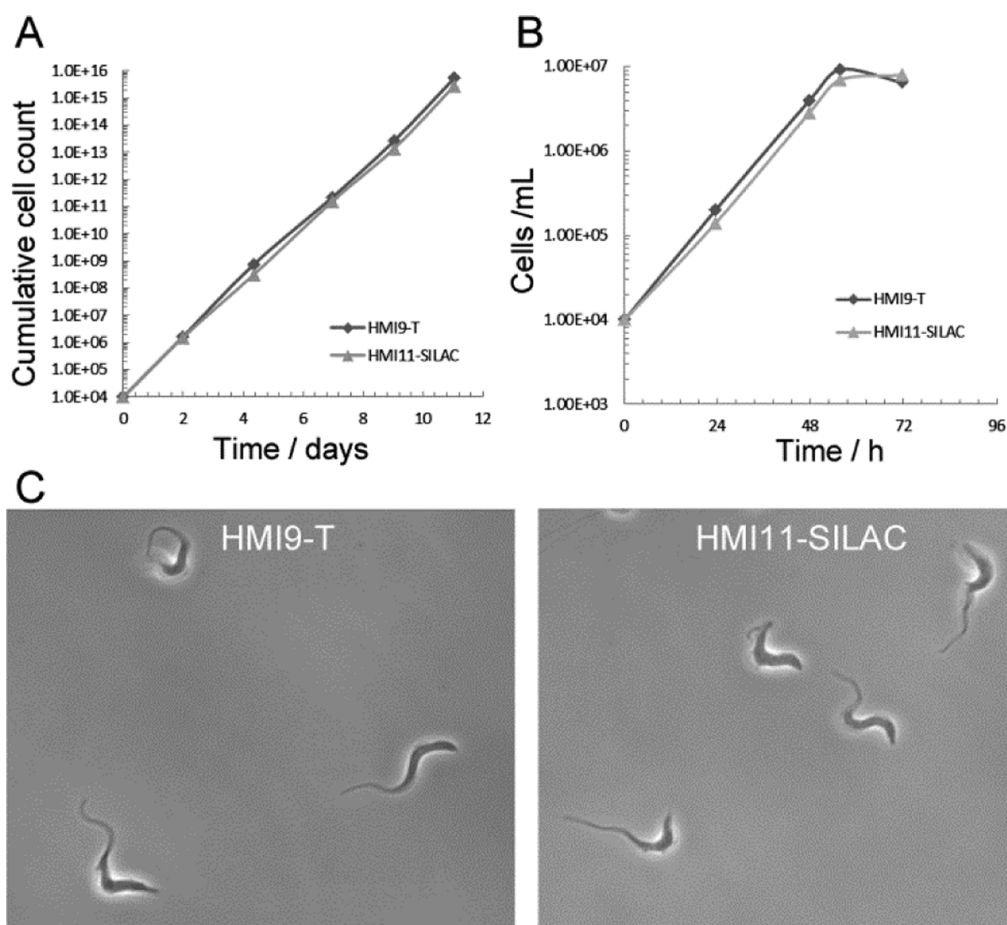 A
Cumulative cell count
1.0E+16
1.0E+15
1.0E+14
1.0E+13
1.0E+12
1.0E+11
1.0E+10
1.0E+09
1.0E+08
1.0E+07
1.0E+06
1.0E+05
1.0E+04
HMI9-T
HMI11-SILAC
0 2 4 6 8 10 12
Time / days
B
Cells /mL
1.00E+07
1.00E+06
1.00E+05
1.00E+04
1.00E+03
HMI9-T
HMI11-SILAC
0 24 48 72 96
Time / h
C
HMI9-T
HMI11-SILAC